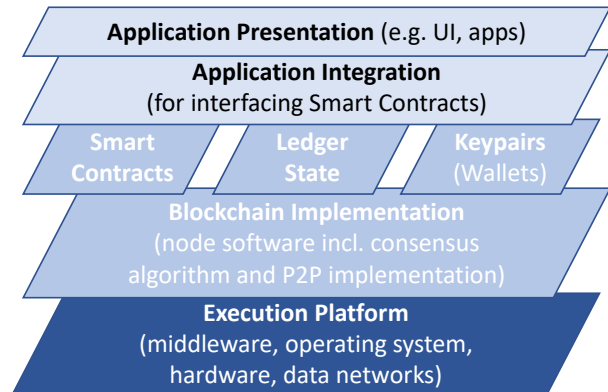 Application Presentation (e.g. UI, apps)
Application Integration
(for interfacing Smart Contracts)
Smart
Contracts
Ledger
State
Keypairs
(Wallets)
Blockchain Implementation
(node software incl. consensus
algorithm and P2P implementation)
Execution Platform
(middleware, operating system,
hardware, data networks)